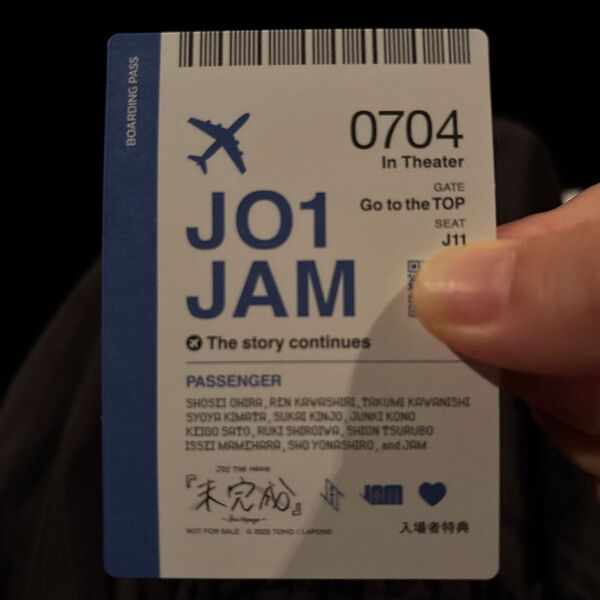 BOARDING PASS
0704
In Theater
GATE
Go to the TOP
SEAT
J11
JO1
JAM
The story continues
PASSENGER
SHOSEI OHIRA, REN KAWASHIRI, TAKUMI KAWANISHI
SYOYA KIMATA, SUKAI KINJO, JUNKI KONO
KEIGO SATO, RUKI SHIROIWA, SHION TSURUBO
ISSEI MAMEHARA, SHO YONASHIRO, and JAM
JO1 THE MOVIE
『未完成』
-Bon Voyage-
JAM
入場者特典
NOT FOR SALE © 2025 TOHO / LAPONE